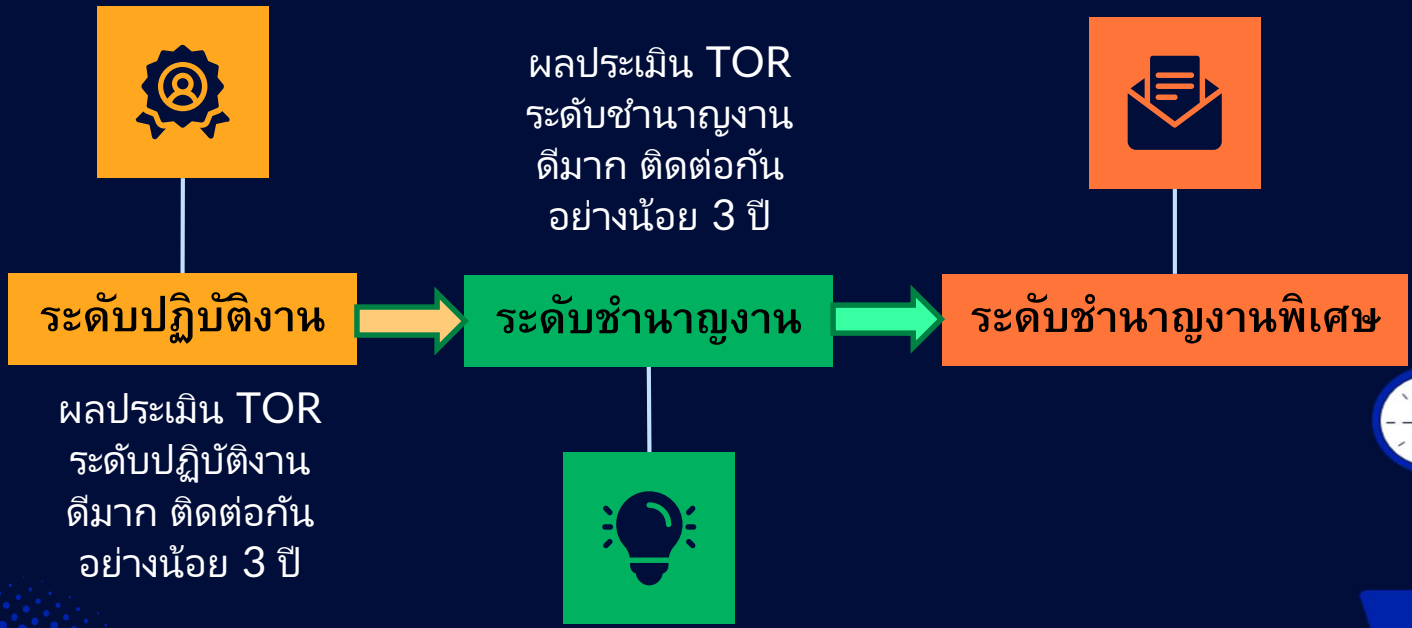 ผลประเมิน TOR
ระดับชำนาญงาน
ดีมาก ติดต่อกัน
อย่างน้อย 3 ปี
ระดับปฏิบัติงาน
ระดับชำนาญงาน
ระดับชำนาญงานพิเศษ
ผลประเมิน TOR
ระดับปฏิบัติงาน
ดีมาก ติดต่อกัน
อย่างน้อย 3 ปี